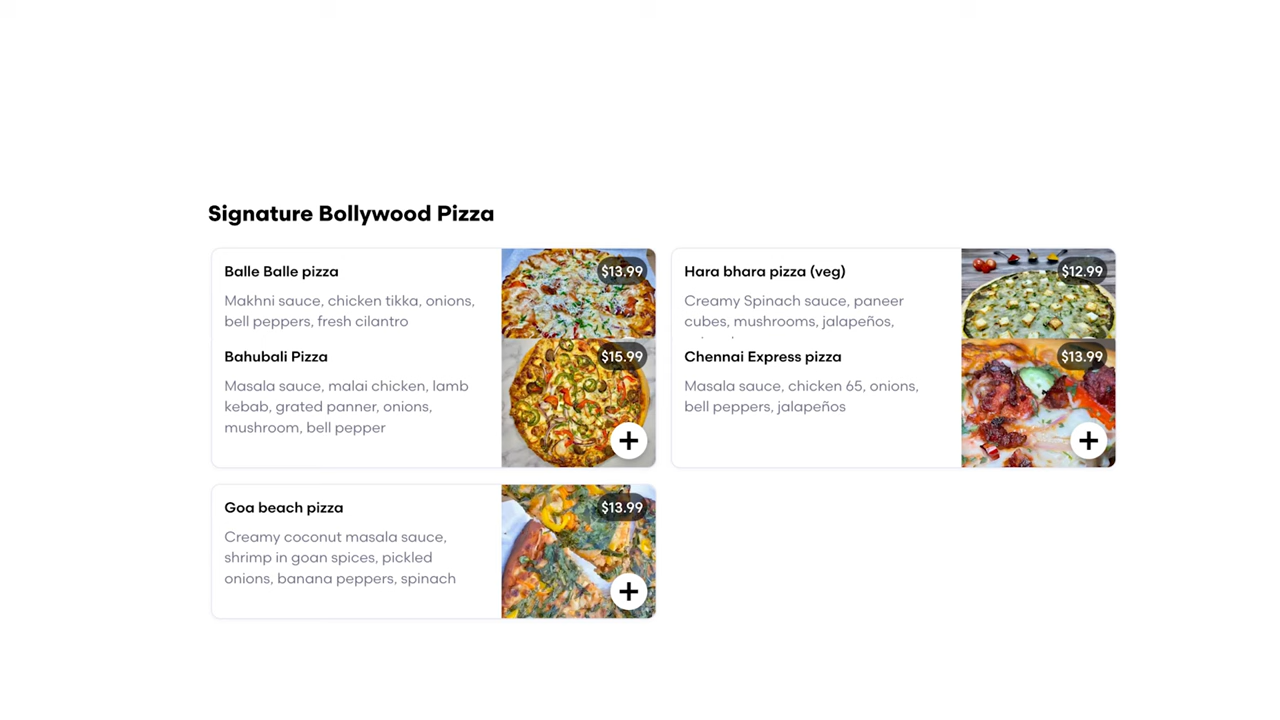 Signature Bollywood Pizza
Balle Balle pizza
$13.99
Makhni sauce, chicken tikka, onions,
bell peppers, fresh cilantro
Hara bhara pizza (veg)
$12.99
Creamy Spinach sauce, paneer
cubes, mushrooms, jalapeños,
Bahubali Pizza
$15.99
Masala sauce, malai chicken, lamb
kebab, grated panner, onions,
mushroom, bell pepper
Chennai Express pizza
$13.99
Masala sauce, chicken 65, onions,
bell peppers, jalapeños
Goa beach pizza
$13.99
Creamy coconut masala sauce,
shrimp in goan spices, pickled
onions, banana peppers, spinach